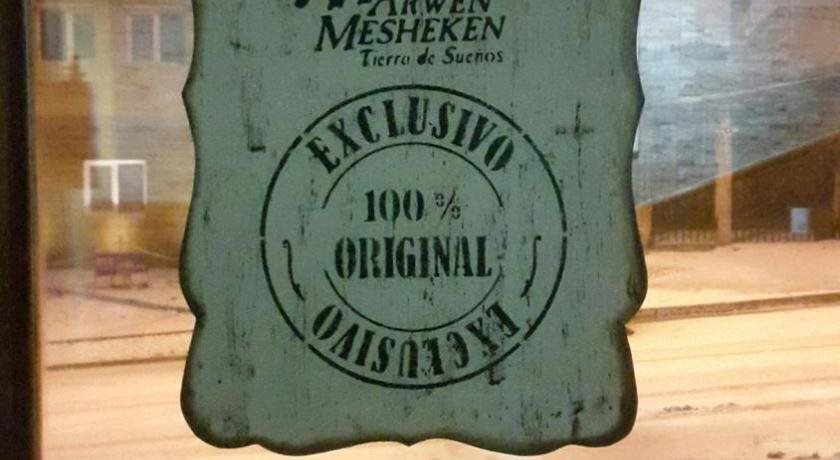 ARWEN
MESHEKEN
Tierra de Sueños
EXCLUSIVO
100 %
ORIGINAL
EXCLUSIVO